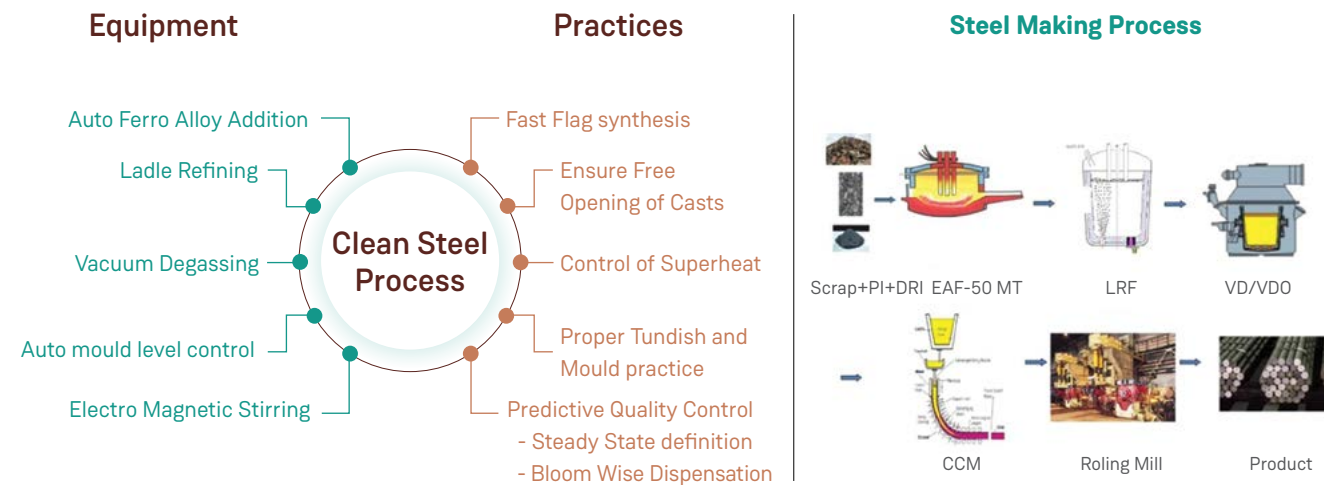 Equipment
Auto Ferro Alloy Addition
Ladle Refining
Vacuum Degassing
Auto mould level control
Electro Magnetic Stirring
Clean Steel
Process
Practices
Fast Flag synthesis
Ensure Free
Opening of Casts
Control of Superheat
Proper Tundish and
Mould practice
Predictive Quality Control
- Steady State definition
- Bloom Wise Dispensation
Steel Making Process
Scrap+PI+DRI
EAF-50 MT
LRF
VD/VDO
CCM
Roling Mill
Product